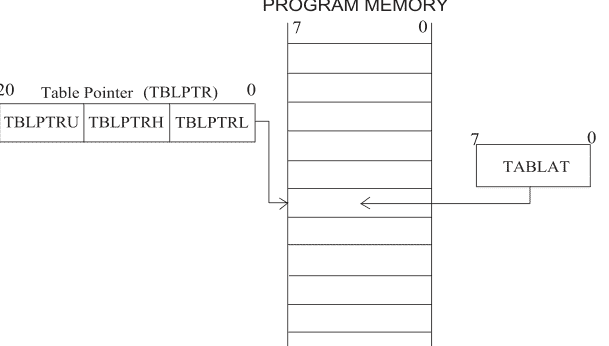 PROGRAM MEMORY
7 0
20 Table Pointer (TBLPTR) 0
TBLPTRU TBLPTRH TBLPTRL
7 0
TABLAT